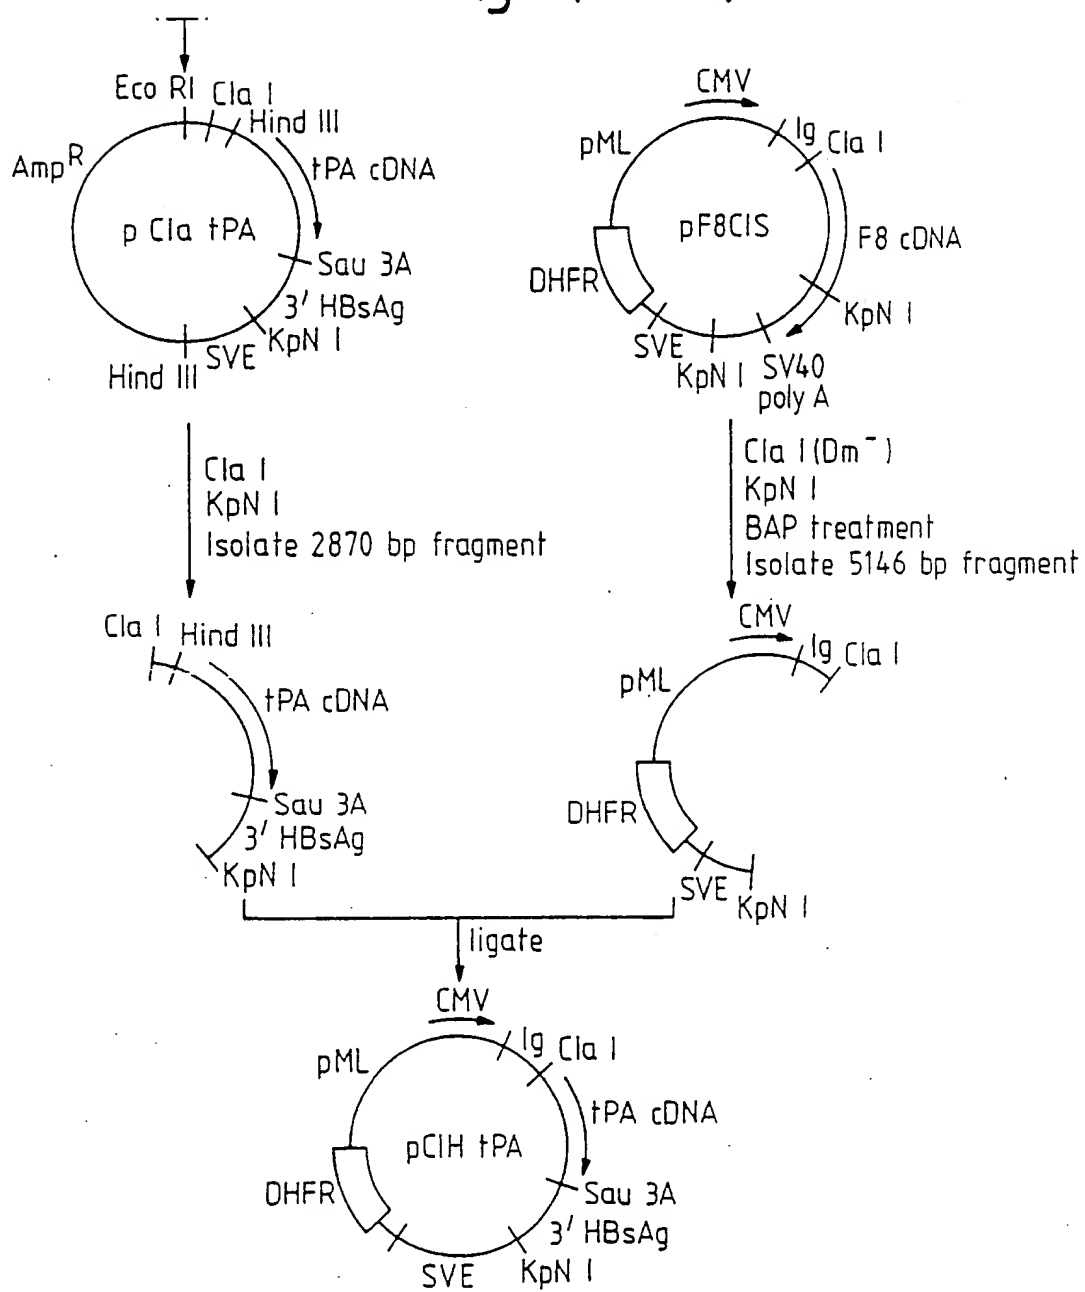 Eco RI
Cla I
Hind III
Amp R
tPA cDNA
p Cla tPA
Sau 3A
3' HBsAg
KpN I
SVE
Hind III
CMV
Ig
Cla I
pML
pF8CIS
F8 cDNA
DHFR
KpN I
SVE
KpN I
SV40
poly A
Cla I
KpN I
Isolate 2870 bp fragment
Cla I (Dm⁻)
KpN I
BAP treatment
Isolate 5146 bp fragment
Cla I
Hind III
tPA cDNA
Sau 3A
3' HBsAg
KpN I
CMV
Ig
Cla I
pML
DHFR
SVE
KpN I
ligate
CMV
Ig
Cla I
pML
tPA cDNA
pCIH tPA
DHFR
Sau 3A
3' HBsAg
KpN I
SVE